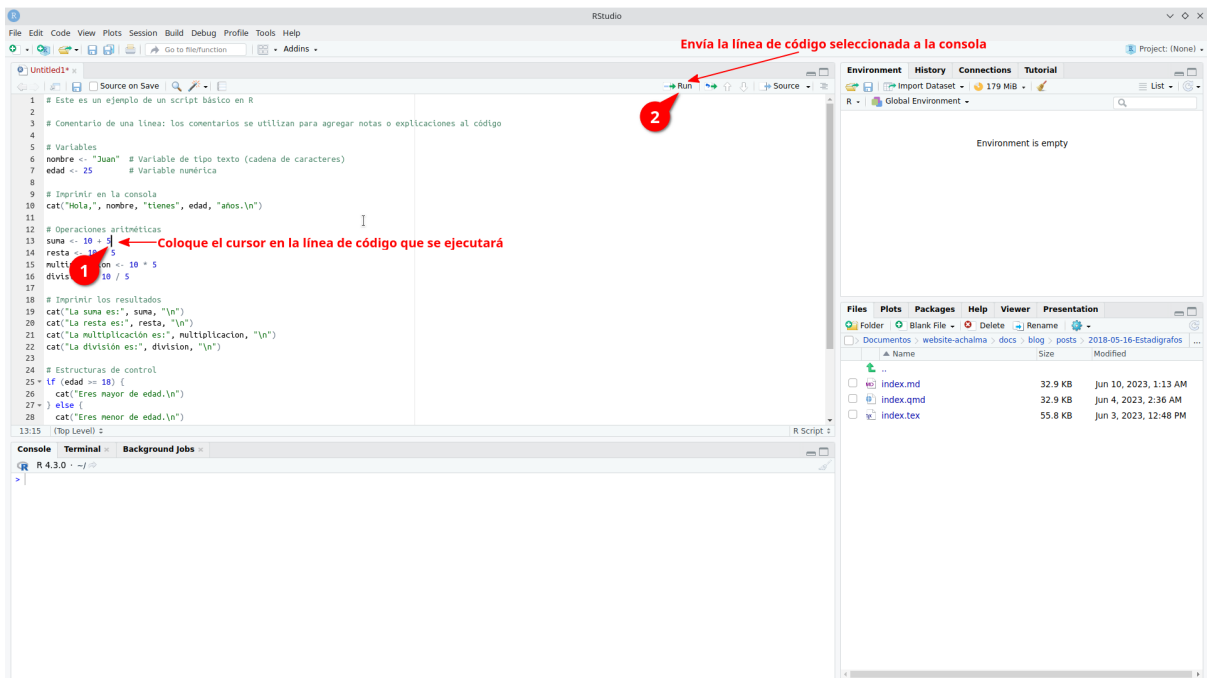 RStudio
File Edit Code View Plots Session Build Debug Profile Tools Help
Go to file/function
Addins
Project: (None)
Envía la línea de código seleccionada a la consola
Untitled1*
Source on Save
Run
Source
2
1 # Este es un ejemplo de un script básico en R
2
3 # Comentario de una línea: los comentarios se utilizan para agregar notas o explicaciones al código
4
5 # Variables
6 nombre <- "Juan" # Variable de tipo texto (cadena de caracteres)
7 edad <- 25 # Variable numérica
8
9 # Imprimir en la consola
10 cat("Hola,", nombre, "tienes", edad, "años.\n")
11
12 # Operaciones aritméticas
13 suma <- 10 + 5
Coloque el cursor en la línea de código que se ejecutará
14 resta <- 10 5
1
15 multi on <- 10 * 5
16 divis 10 / 5
17
18 # Imprimir los resultados
19 cat("La suma es:", suma, "\n")
20 cat("La resta es:", resta, "\n")
21 cat("La multiplicación es:", multiplicacion, "\n")
22 cat("La división es:", division, "\n")
23
24 # Estructuras de control
25 if (edad >= 18) {
26 cat("Eres mayor de edad.\n")
27 } else {
28 cat("Eres menor de edad.\n")
13:15 (Top Level) R Script
Console Terminal Background Jobs
R 4.3.0 · ~/
>
Environment History Connections Tutorial
Import Dataset 179 MiB List
R Global Environment
Environment is empty
Files Plots Packages Help Viewer Presentation
Folder Blank File Delete Rename
Documentos > website-achalma > docs > blog > posts > 2018-05-16-Estadigrafos ...
Name Size Modified
..
index.md 32.9 KB Jun 10, 2023, 1:13 AM
index.qmd 32.9 KB Jun 4, 2023, 2:36 AM
index.tex 55.8 KB Jun 3, 2023, 12:48 PM